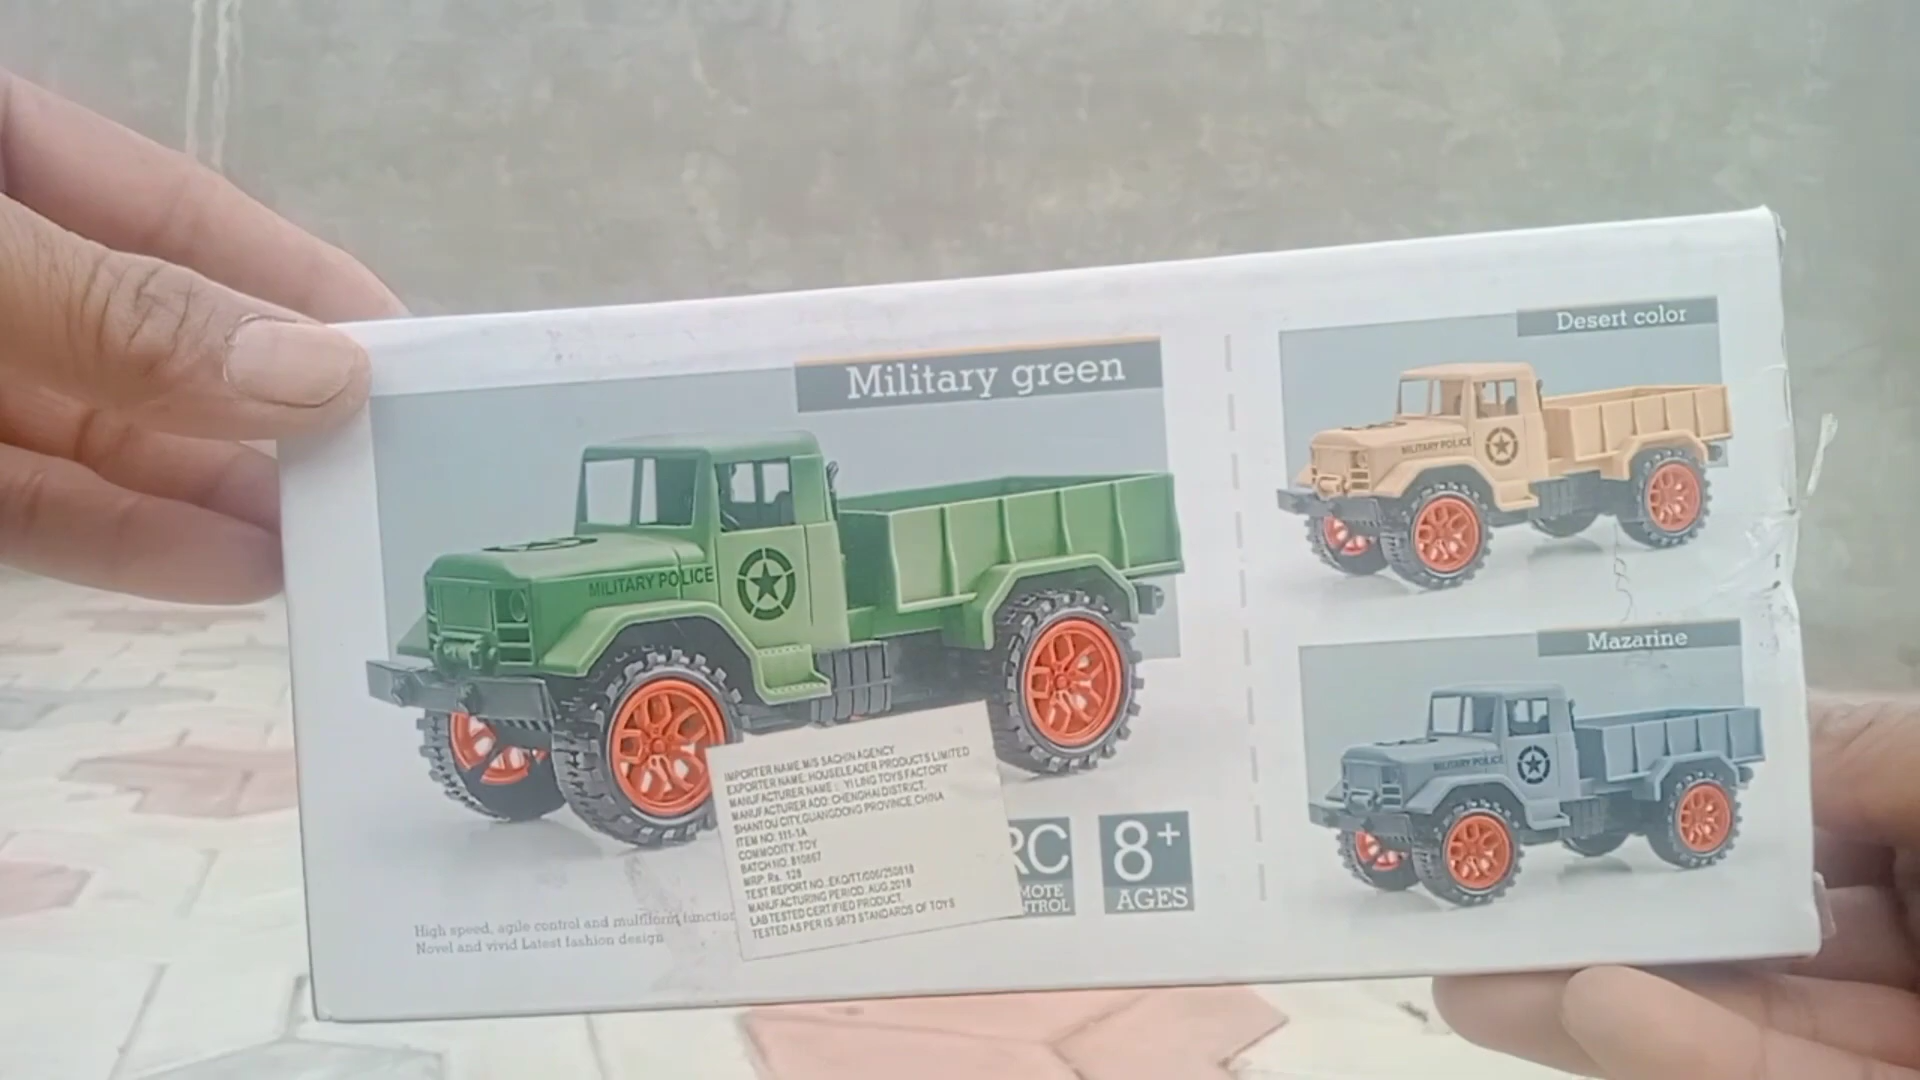 Military green
MILITARY POLICE
IMPORTER NAME M/S SACHIN AGENCY
EXPORTER NAME: HOUSELEADER PRODUCTS LIMITED
MANUFACTURER NAME : YI LING TOYS FACTORY
MANUFACTURER ADD: CHENGHAI DISTRICT,
SHANTOU CITY, GUANGDONG PROVINCE, CHINA
ITEM NO: 111-1A
COMMODITY: TOY
BATCH NO: 810867
MRP: Rs. 128
TEST REPORT NO.:
MANUFACTURING PERIOD: AUG, 2018
LAB TESTED CERTIFIED PRODUCT.
TESTED AS PER IS 9873 STANDARDS OF TOYS
RC
MOTE
NTROL
8+
AGES
High speed, agile control and multiform function
Novel and vivid Latest fashion design
Desert color
MILITARY POLICE
Mazarine
MILITARY POLICE